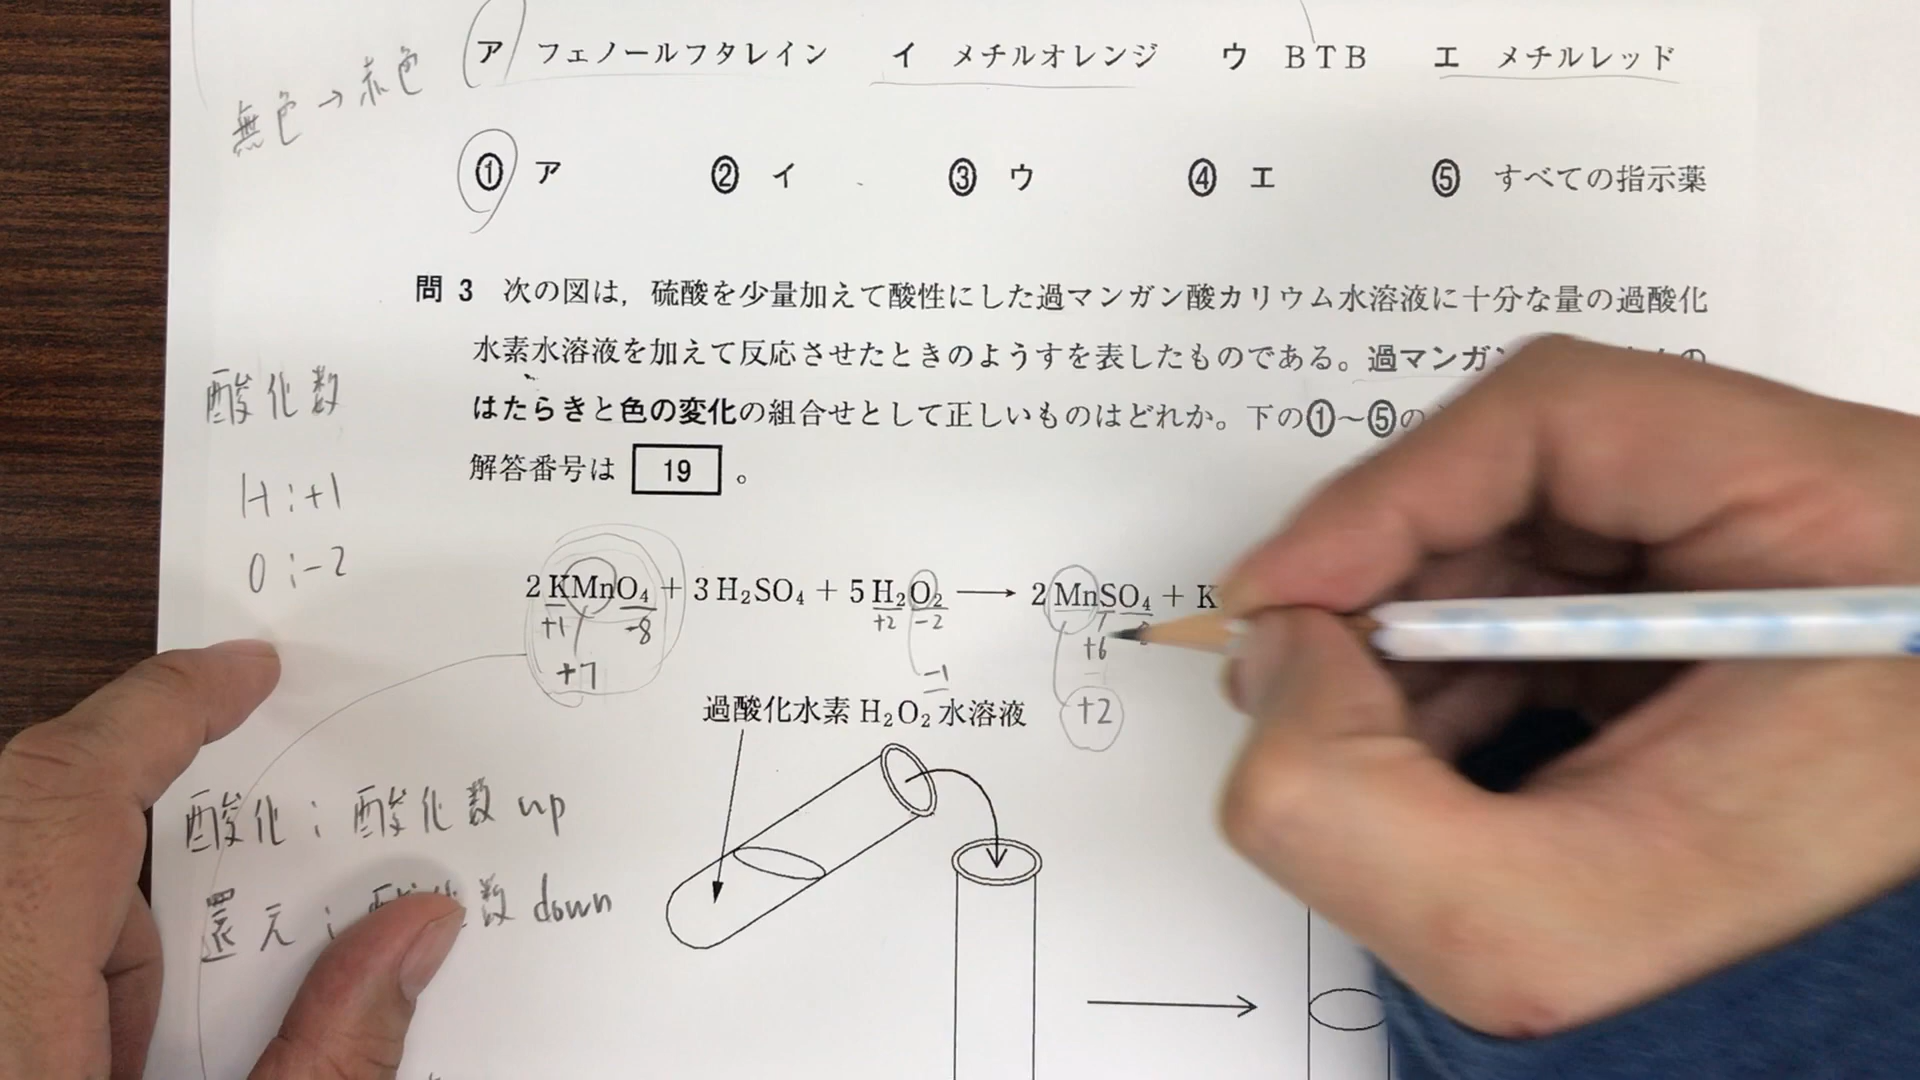 ア フェノールフタレイン イ メチルオレンジ ウ BTB エ メチルレッド
無色→赤色
① ア ② イ ③ ウ ④ エ ⑤ すべての指示薬
問3 次の図は，硫酸を少量加えて酸性にした過マンガン酸カリウム水溶液に十分な量の過酸化
水素水溶液を加えて反応させたときのようすを表したものである。過マンガン
はたらきと色の変化の組合せとして正しいものはどれか。下の①～⑤の
解答番号は 19 。
酸化数
H:+1
O:-2
2KMnO₄+3H₂SO₄+5H₂O₂→2MnSO₄+K
+1 -8 +2 -2 +6
+7 -1 +2
過酸化水素H₂O₂水溶液
酸化：酸化数up
還元： 数down